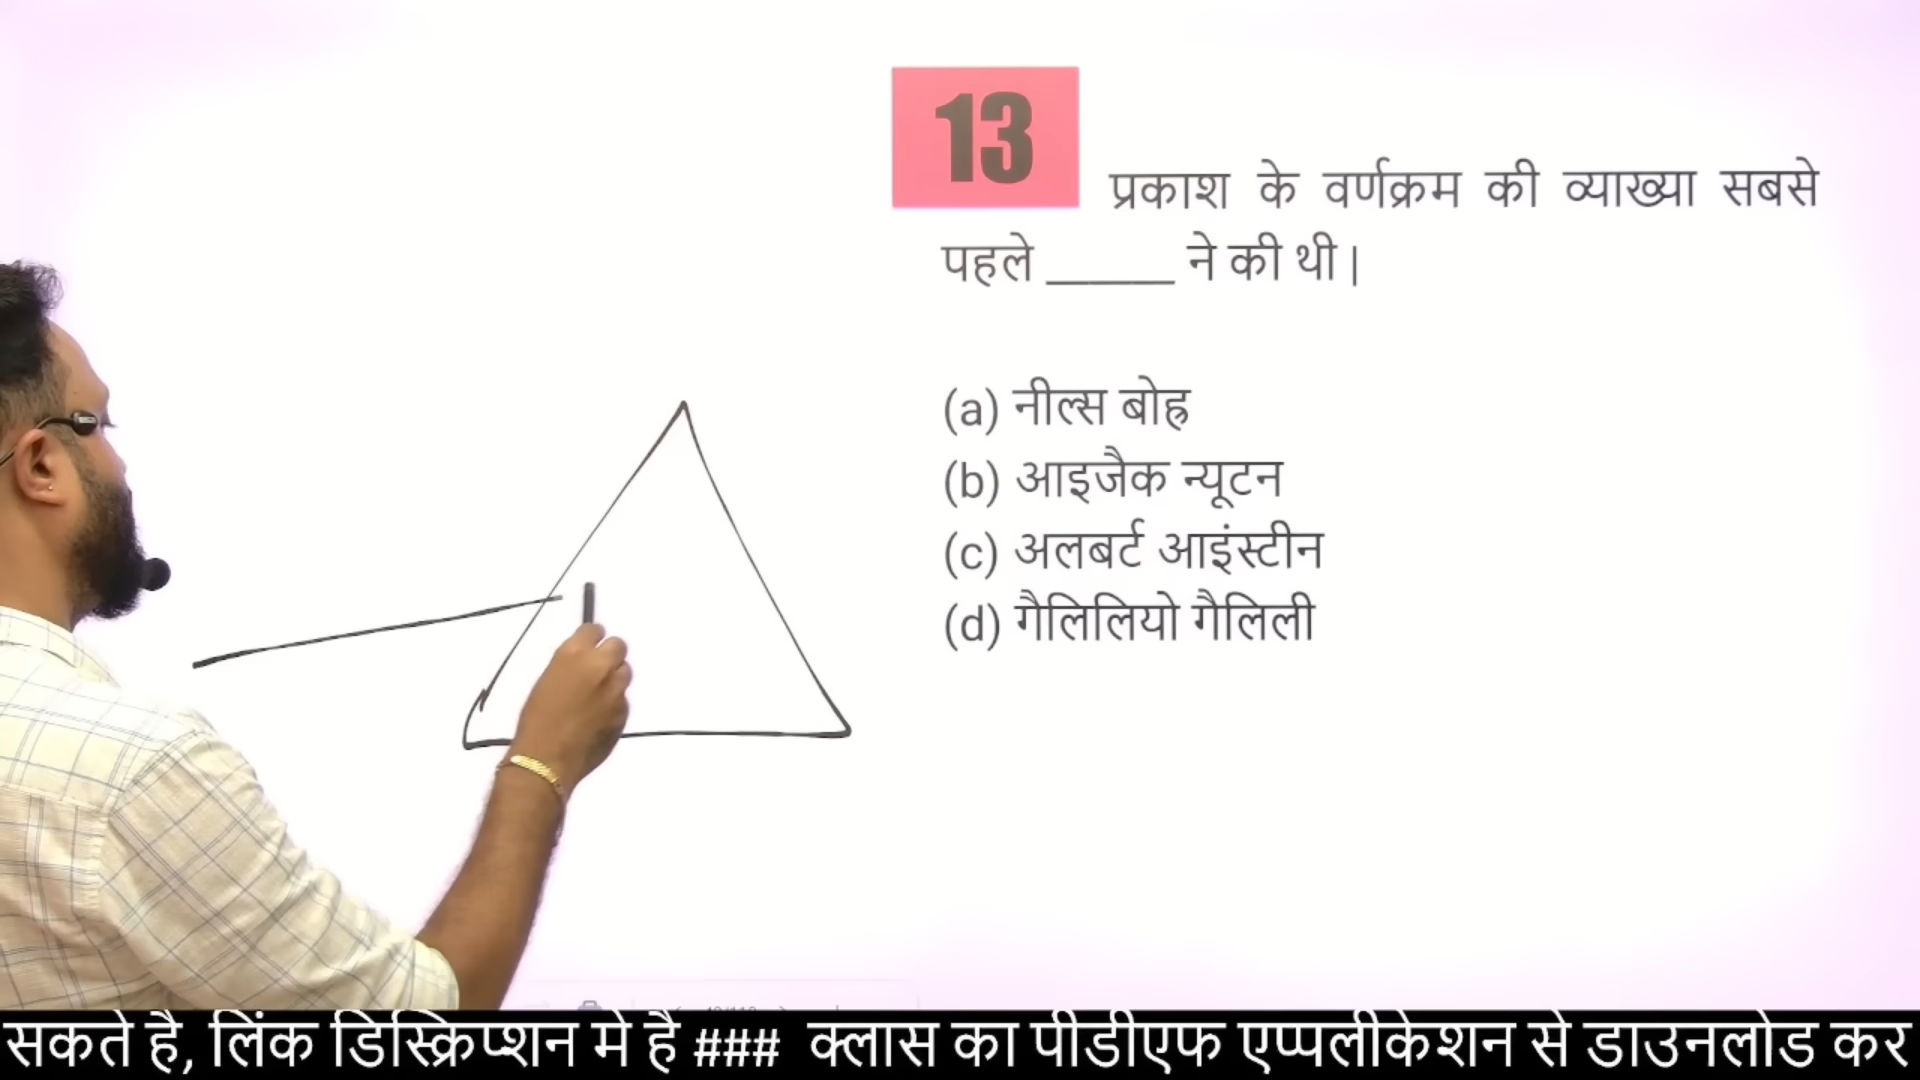 13
प्रकाश के वर्णक्रम की व्याख्या सबसे
पहले ______ ने की थी |
(a) नील्स बोह्र
(b) आइजैक न्यूटन
(c) अलबर्ट आइंस्टीन
(d) गैलिलियो गैलिली
सकते है, लिंक डिस्क्रिप्शन मे है ### क्लास का पीडीएफ एप्पलीकेशन से डाउनलोड कर